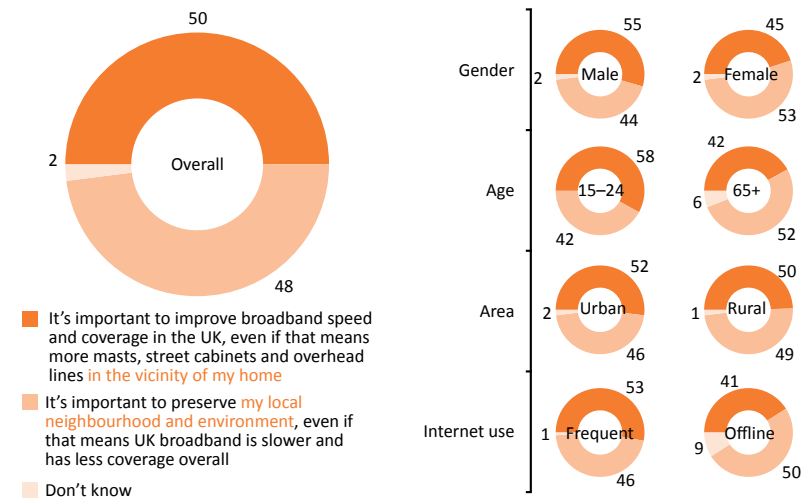 50
2
Overall
48
It's important to improve broadband speed
and coverage in the UK, even if that means
more masts, street cabinets and overhead
lines in the vicinity of my home
It's important to preserve my local
neighbourhood and environment, even if
that means UK broadband is slower and
has less coverage overall
Don't know
Gender
55
2
Male
44
45
2
Female
53
Age
58
15–24
42
42
6
65+
52
Area
52
2
Urban
46
50
1
Rural
49
Internet use
53
1
Frequent
46
41
9
Offline
50